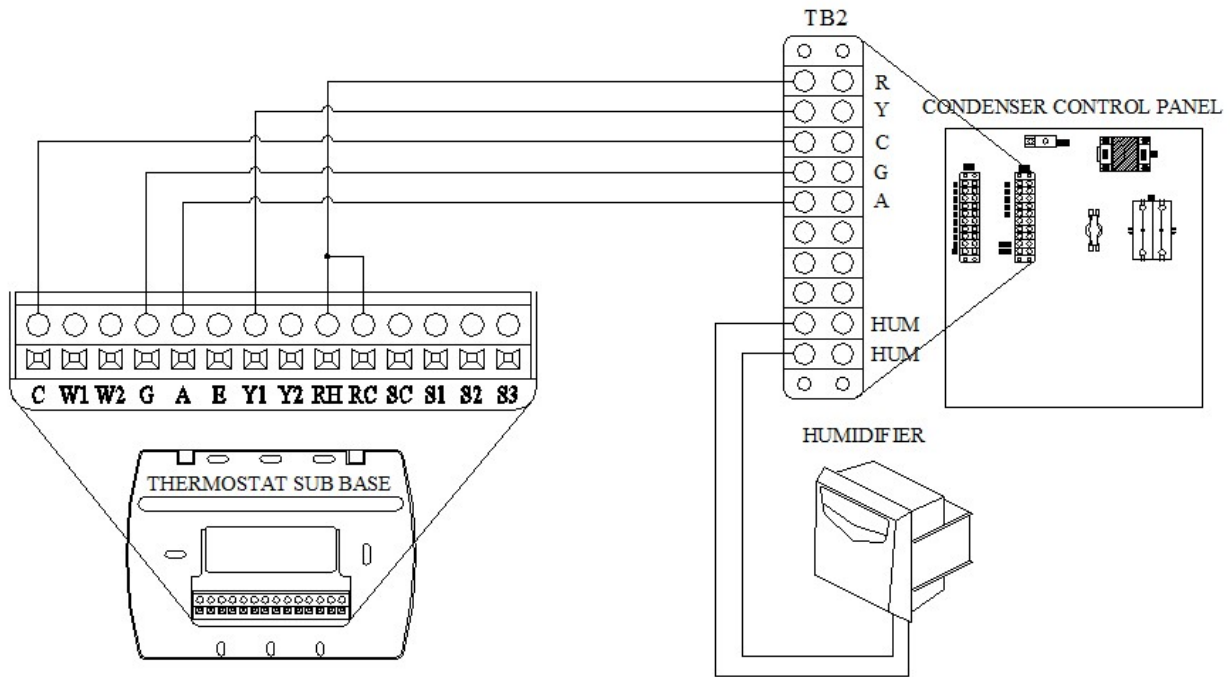 TB2
R
Y
CONDENSER CONTROL PANEL
C
G
A
HUM
HUM
C W1 W2 G A E Y1 Y2 RH RC SC S1 S2 S3
HUMIDIFIER
THERMOSTAT SUB BASE